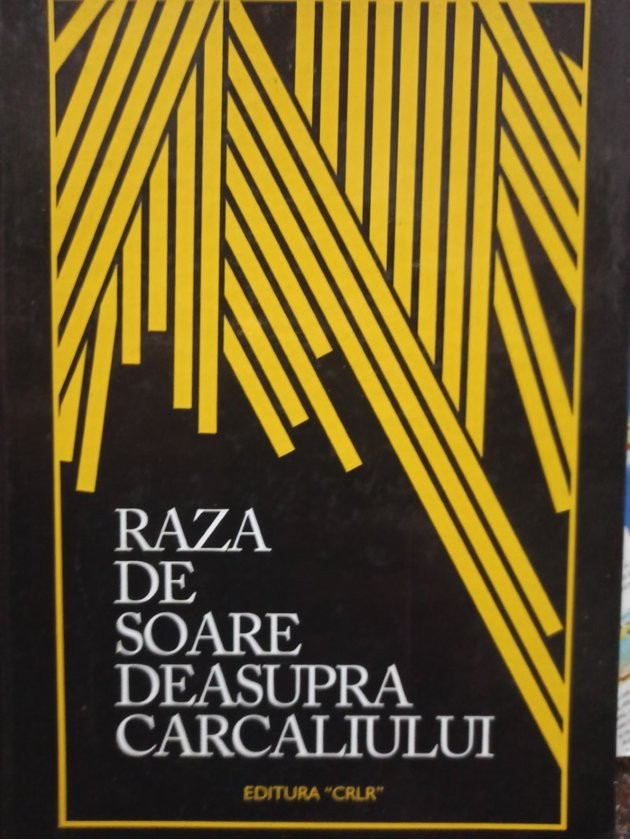 RAZA
DE
SOARE
DEASUPRA
CARCALIULUI
EDITURA "CRLR"